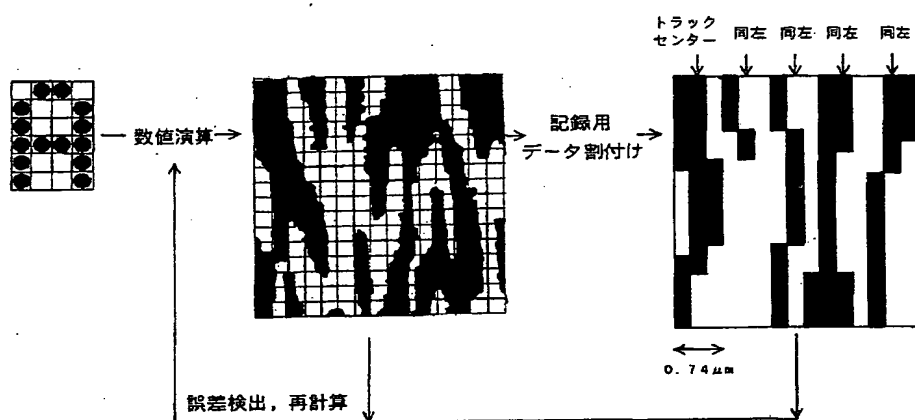 トラック
センター
同左
同左
同左
同左
数値演算
記録用
データ割付け
0.74μm
誤差検出,再計算